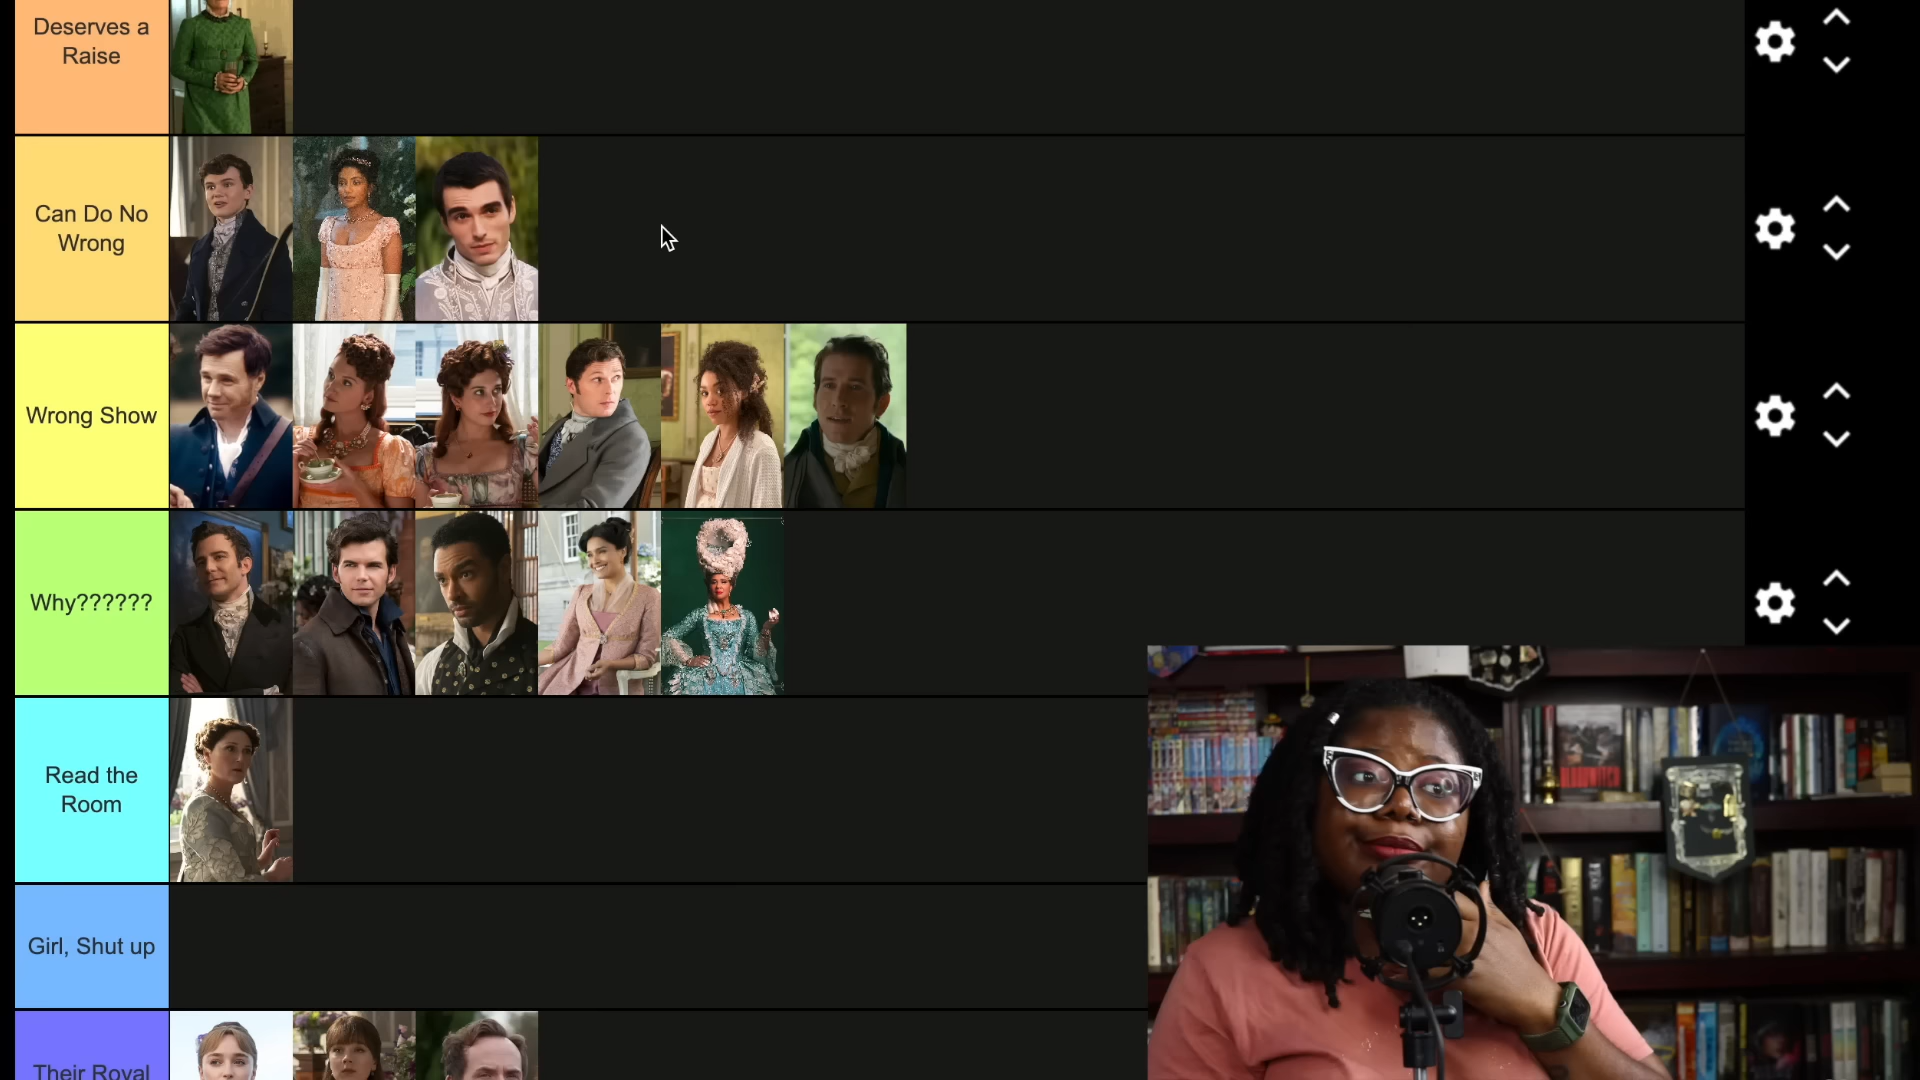 Deserves a
Raise
Can Do No
Wrong
Wrong Show
Why??????
Read the
Room
Girl, Shut up
Their Royal